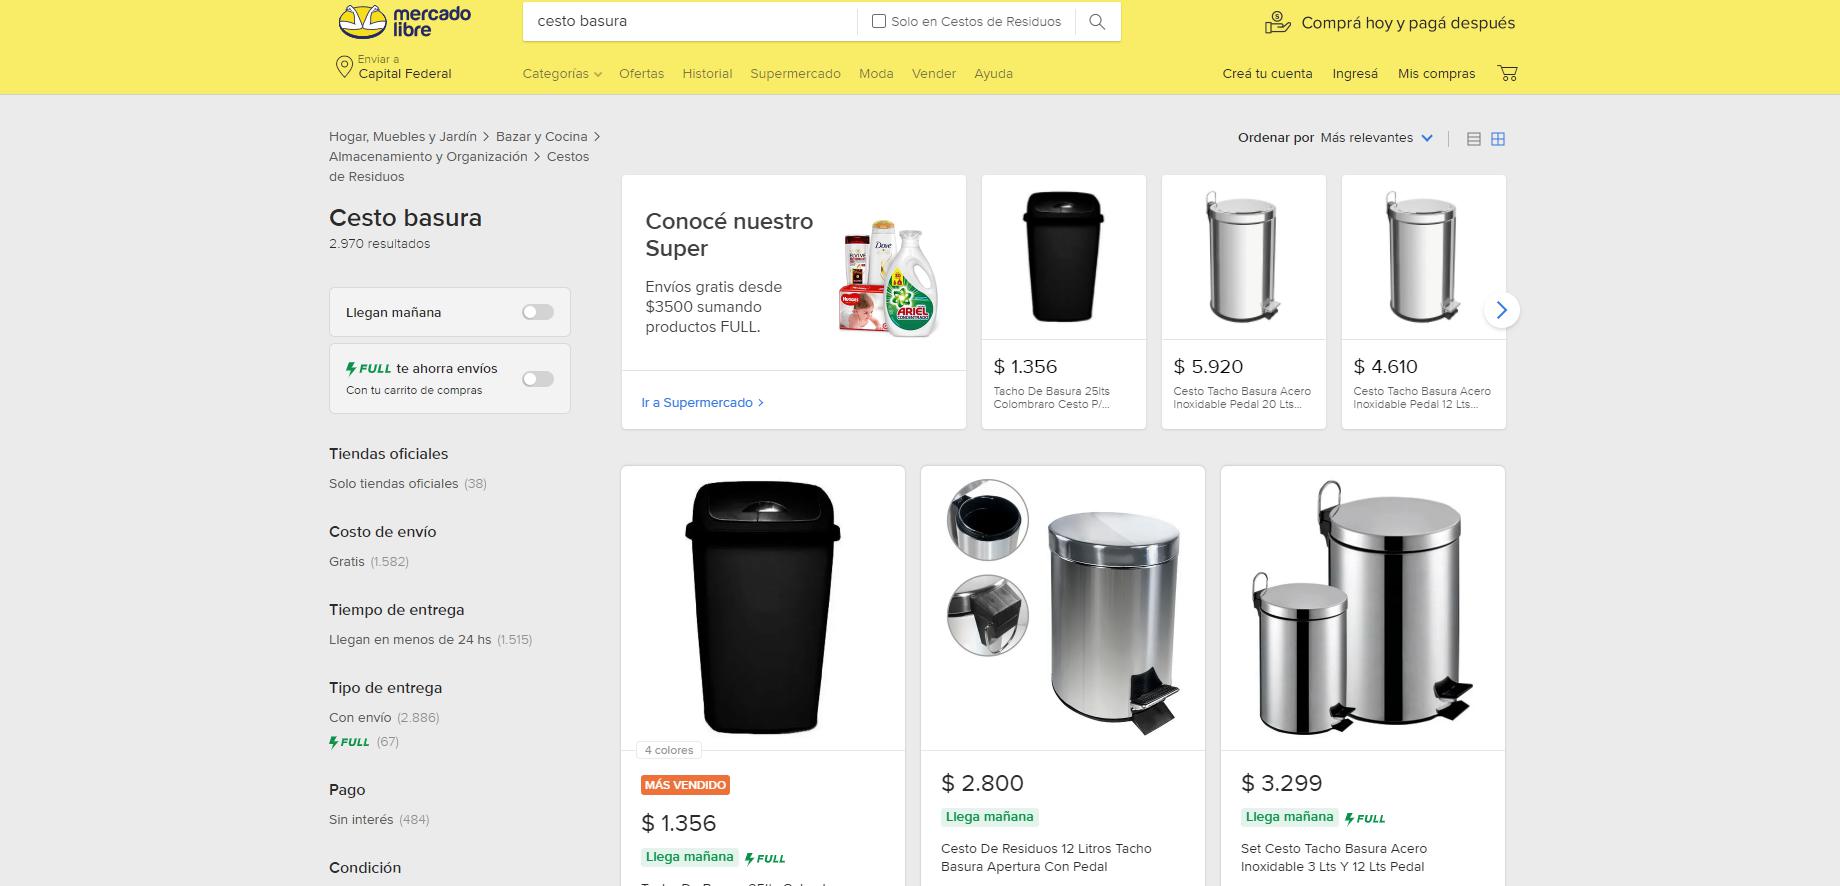 mercado
libre
cesto basura
Solo en Cestos de Residuos
Comprá hoy y pagá después
Enviar a
Capital Federal
Categorías
Ofertas
Historial
Supermercado
Moda
Vender
Ayuda
Creá tu cuenta
Ingresá
Mis compras
Hogar, Muebles y Jardín > Bazar y Cocina >
Almacenamiento y Organización > Cestos
de Residuos
Ordenar por Más relevantes
Cesto basura
2.970 resultados
Llegan mañana
FULL te ahorra envíos
Con tu carrito de compras
Tiendas oficiales
Solo tiendas oficiales (38)
Costo de envío
Gratis (1.582)
Tiempo de entrega
Llegan en menos de 24 hs (1.515)
Tipo de entrega
Con envío (2.886)
FULL (67)
Pago
Sin interés (484)
Condición
Conocé nuestro
Super
Envíos gratis desde
$3500 sumando
productos FULL.
Dove
ELVIVE
HUGGIES
ARIEL
CONCENTRADO
Ir a Supermercado >
$ 1.356
Tacho De Basura 25lts
Colombraro Cesto P/...
$ 5.920
Cesto Tacho Basura Acero
Inoxidable Pedal 20 Lts...
$ 4.610
Cesto Tacho Basura Acero
Inoxidable Pedal 12 Lts...
4 colores
MÁS VENDIDO
$ 1.356
Llega mañana FULL
$ 2.800
Llega mañana
Cesto De Residuos 12 Litros Tacho
Basura Apertura Con Pedal
$ 3.299
Llega mañana FULL
Set Cesto Tacho Basura Acero
Inoxidable 3 Lts Y 12 Lts Pedal